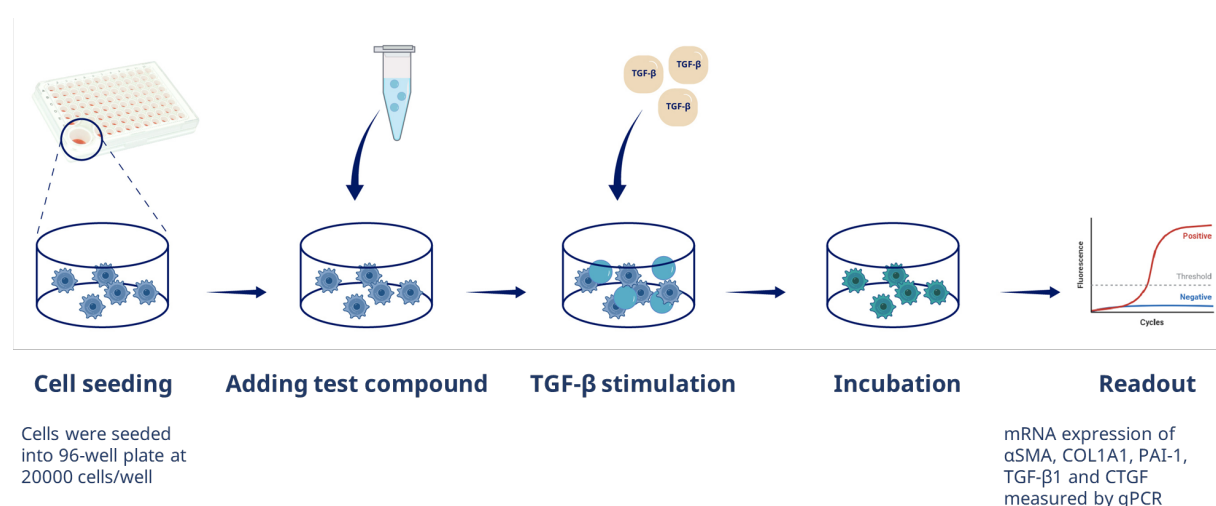 TGF-β
TGF-β
TGF-β
Fluorescence
Positive
Threshold
Negative
Cycles
Cell seeding
Adding test compound
TGF-β stimulation
Incubation
Readout
Cells were seeded
into 96-well plate at
20000 cells/well
mRNA expression of
αSMA, COL1A1, PAI-1,
TGF-β1 and CTGF
measured by qPCR